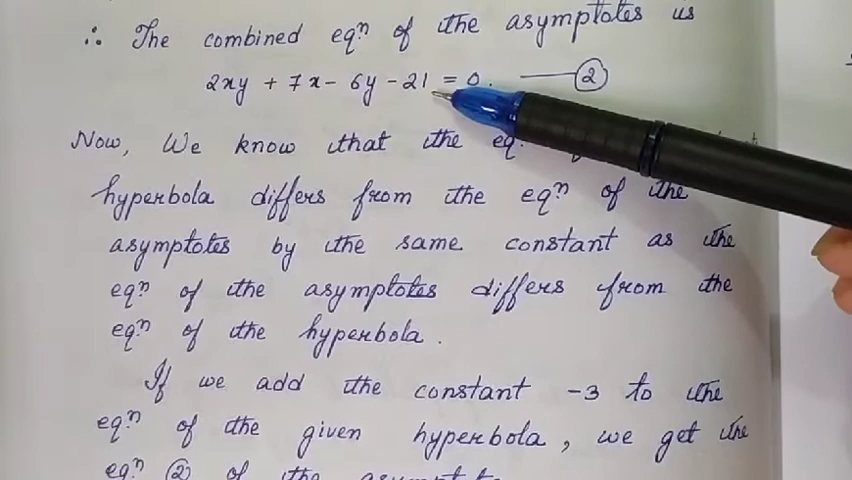 ∴ The combined eqⁿ of the asymptotes is
2xy + 7x - 6y - 21 = 0. —— ②
Now, We know that the eqⁿ
hyperbola differs from the eqⁿ of the
asymptotes by the same constant as the
eqⁿ of the asymptotes differs from the
eqⁿ of the hyperbola.
If we add the constant -3 to the
eqⁿ of the given hyperbola, we get the
eqⁿ ② of the